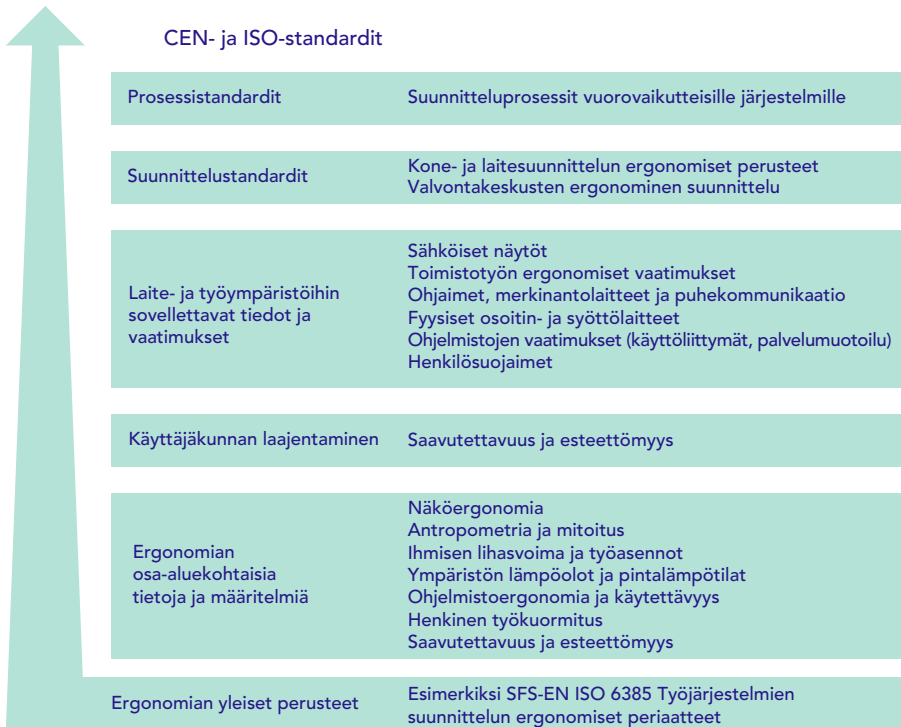 CEN- ja ISO-standardit
Prosessistandardit
Suunnitteluprosessit vuorovaikutteisille järjestelmille
Suunnittelustandardit
Kone- ja laitesuunnittelun ergonomiset perusteet
Valvontakeskusten ergonominen suunnittelu
Laite- ja työympäristöihin
sovellettavat tiedot ja
vaatimukset
Sähköiset näytöt
Toimistotyön ergonomiset vaatimukset
Ohjaimet, merkinantolaitteet ja puhekommunikaatio
Fyysiset osoitin- ja syöttölaitteet
Ohjelmistojen vaatimukset (käyttöliittymät, palvelumuotoilu)
Henkilösuojaimet
Käyttäjäkunnan laajentaminen
Saavutettavuus ja esteettömyys
Ergonomian
osa-aluekohtaisia
tietoja ja määritelmiä
Näköergonomia
Antropometria ja mitoitus
Ihmisen lihasvoima ja työasennot
Ympäristön lämpöolot ja pintalämpötilat
Ohjelmistoergonomia ja käytettävyys
Henkinen työkuormitus
Saavutettavuus ja esteettömyys
Ergonomian yleiset perusteet
Esimerkiksi SFS-EN ISO 6385 Työjärjestelmien
suunnittelun ergonomiset periaatteet